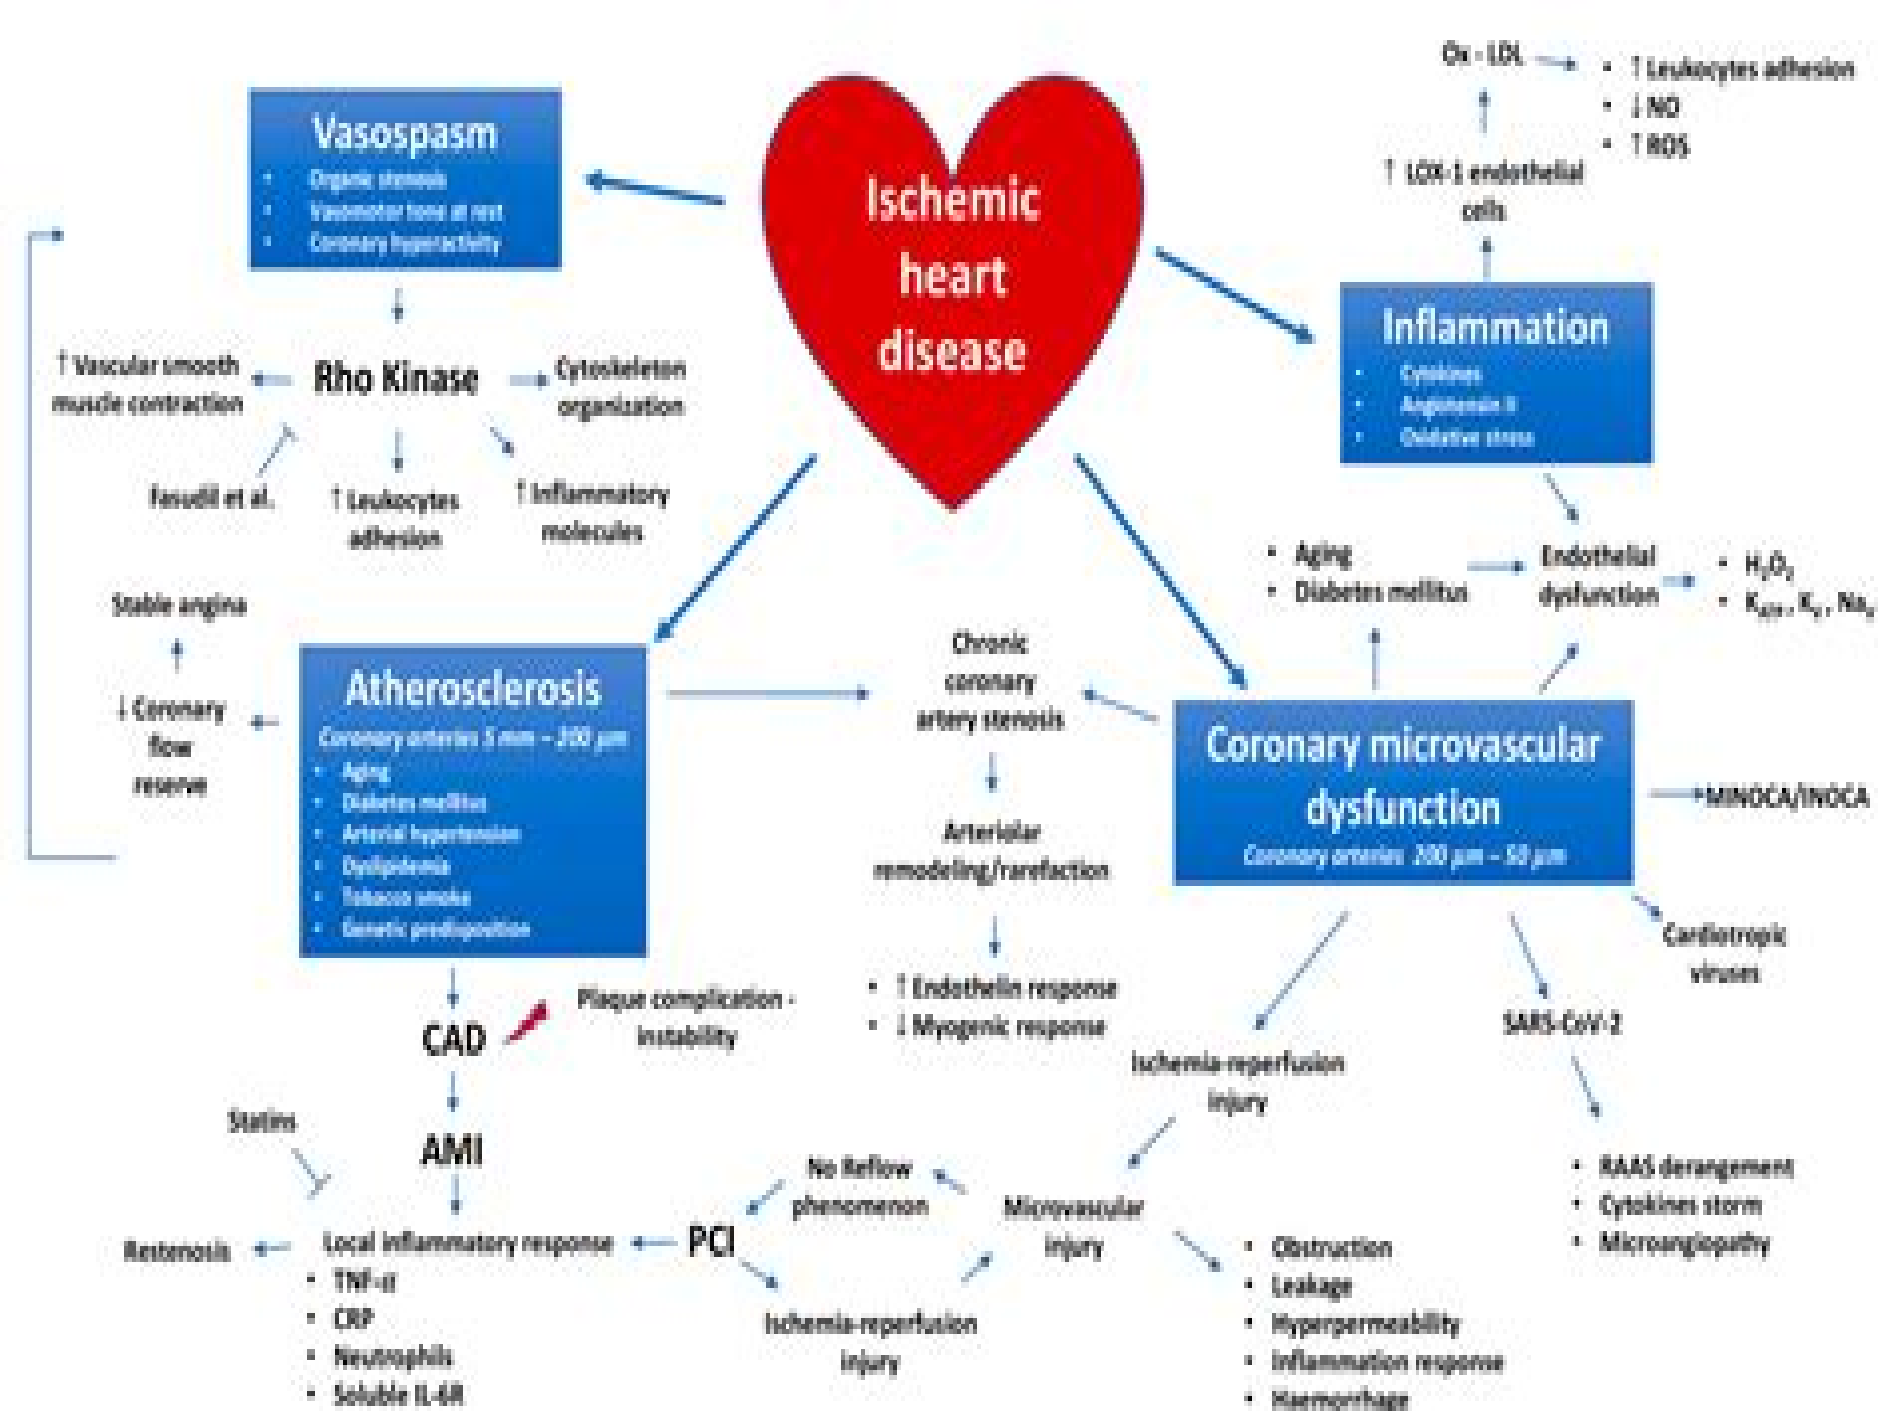 Ischemic
heart
disease
Vasospasm
• Organic stenosis
• Vasomotor tone at rest
• Coronary hyperactivity
Rho Kinase
↑ Vascular smooth
muscle contraction
Cytoskeleton
organization
Fasudil et al.
↑ Leukocytes
adhesion
↑ Inflammatory
molecules
Ox - LDL
• ↑ Leukocytes adhesion
• ↓ NO
• ↑ ROS
↑ LOX-1 endothelial
cells
Inflammation
• Cytokines
• Angiotensin II
• Oxidative stress
• Aging
• Diabetes mellitus
Endothelial
dysfunction
• H₂O₂
• K_ATP, K_v, Na_v
Stable angina
↓ Coronary
flow
reserve
Atherosclerosis
Coronary arteries 5 mm – 200 µm
• Aging
• Diabetes mellitus
• Arterial hypertension
• Dyslipidemia
• Tobacco smoke
• Genetic predisposition
Chronic
coronary
artery stenosis
Arteriolar
remodeling/rarefaction
• ↑ Endothelin response
• ↓ Myogenic response
Coronary microvascular
dysfunction
Coronary arteries 200 µm – 50 µm
MINOCA/INOCA
Cardiotropic
viruses
SARS-CoV-2
• RAAS derangement
• Cytokines storm
• Microangiopathy
Ischemia-reperfusion
injury
CAD
Plaque complication -
instability
AMI
Statins
Restenosis
Local inflammatory response
• TNF-α
• CRP
• Neutrophils
• Soluble IL-6R
PCI
No Reflow
phenomenon
Microvascular
injury
Ischemia-reperfusion
injury
• Obstruction
• Leakage
• Hyperpermeability
• Inflammation response
• Haemorrhage